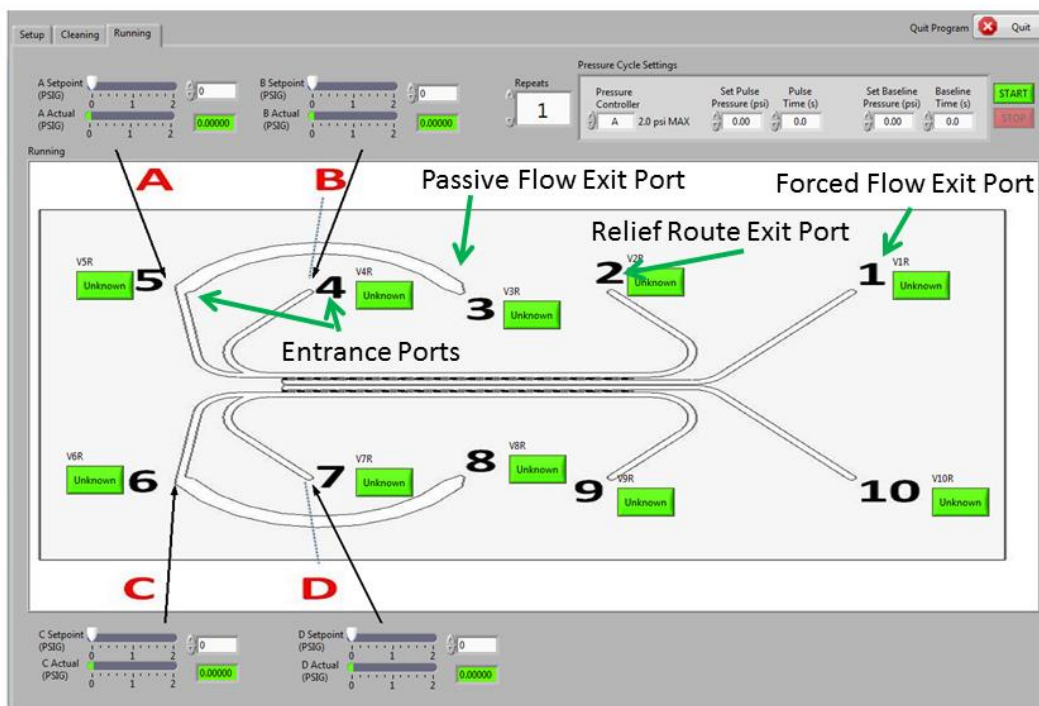 Quit Program Quit
Setup Cleaning Running
Pressure Cycle Settings
A Setpoint
(PSIG)
0 1 2
0
A Actual
(PSIG)
0 1 2
0.00000
B Setpoint
(PSIG)
0 1 2
0
B Actual
(PSIG)
0 1 2
0.00000
Repeats
1
Pressure
Controller
A 2.0 psi MAX
Set Pulse
Pressure (psi)
0.00
Pulse
Time (s)
0.0
Set Baseline
Pressure (psi)
0.00
Baseline
Time (s)
0.0
START
STOP
Running
A
B
Passive Flow Exit Port
Forced Flow Exit Port
Relief Route Exit Port
V5R
Unknown
5
4
V4R
Unknown
3
V3R
Unknown
2
V2R
Unknown
1
V1R
Unknown
Entrance Ports
V6R
Unknown
6
7
V7R
Unknown
8
V8R
Unknown
9
V9R
Unknown
10
V10R
Unknown
C
D
C Setpoint
(PSIG)
0 1 2
0
C Actual
(PSIG)
0 1 2
0.00000
D Setpoint
(PSIG)
0 1 2
0
D Actual
(PSIG)
0 1 2
0.00000